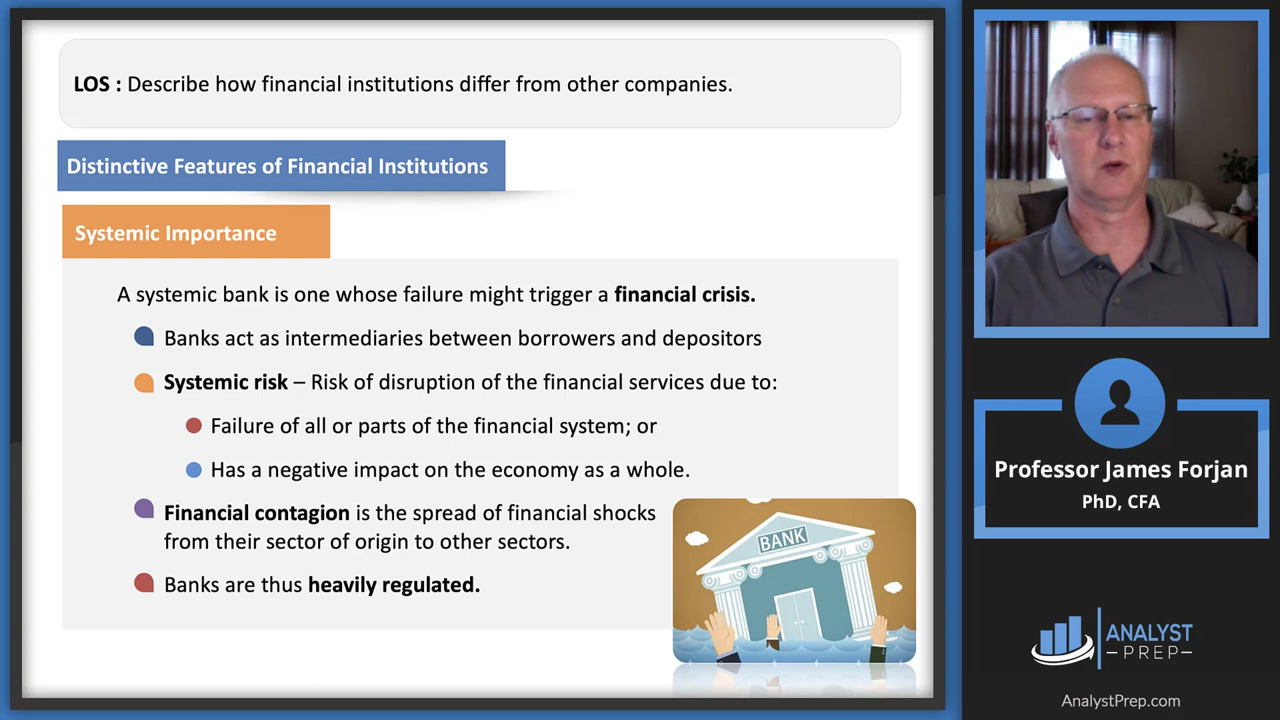 LOS : Describe how financial institutions differ from other companies.
Distinctive Features of Financial Institutions
Systemic Importance
A systemic bank is one whose failure might trigger a financial crisis.
Banks act as intermediaries between borrowers and depositors
Systemic risk – Risk of disruption of the financial services due to:
Failure of all or parts of the financial system; or
Has a negative impact on the economy as a whole.
Financial contagion is the spread of financial shocks
from their sector of origin to other sectors.
Banks are thus heavily regulated.
BANK
Professor James Forjan
PhD, CFA
ANALYST
–PREP–
AnalystPrep.com